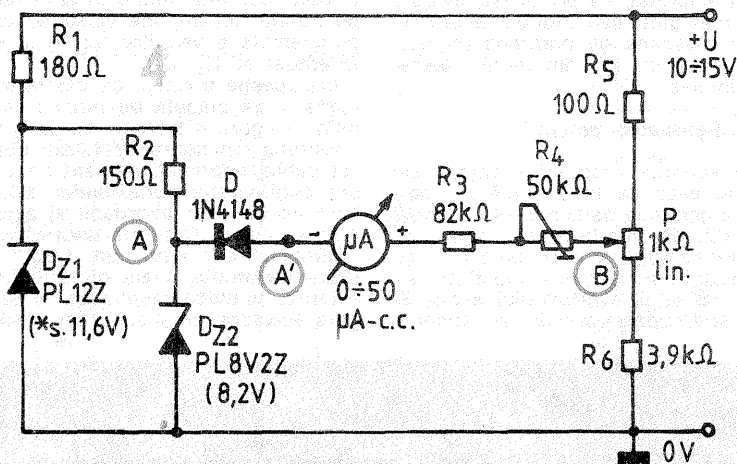 4
R1
180Ω
+U
10÷15V
R5
100Ω
R2
150Ω
R4
50kΩ
D
1N4148
R3
82kΩ
P
1kΩ
lin.
A
A'
-
μA
+
B
0÷50
μA-c.c.
DZ1
PL12Z
(*s.11,6V)
DZ2
PL8V2Z
(8,2V)
R6
3,9kΩ
0V